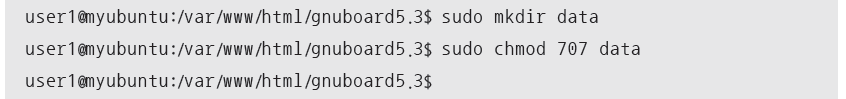 user1@myubuntu:/var/www/html/gnuboard5.3$ sudo mkdir data
user1@myubuntu:/var/www/html/gnuboard5.3$ sudo chmod 707 data
user1@myubuntu:/var/www/html/gnuboard5.3$